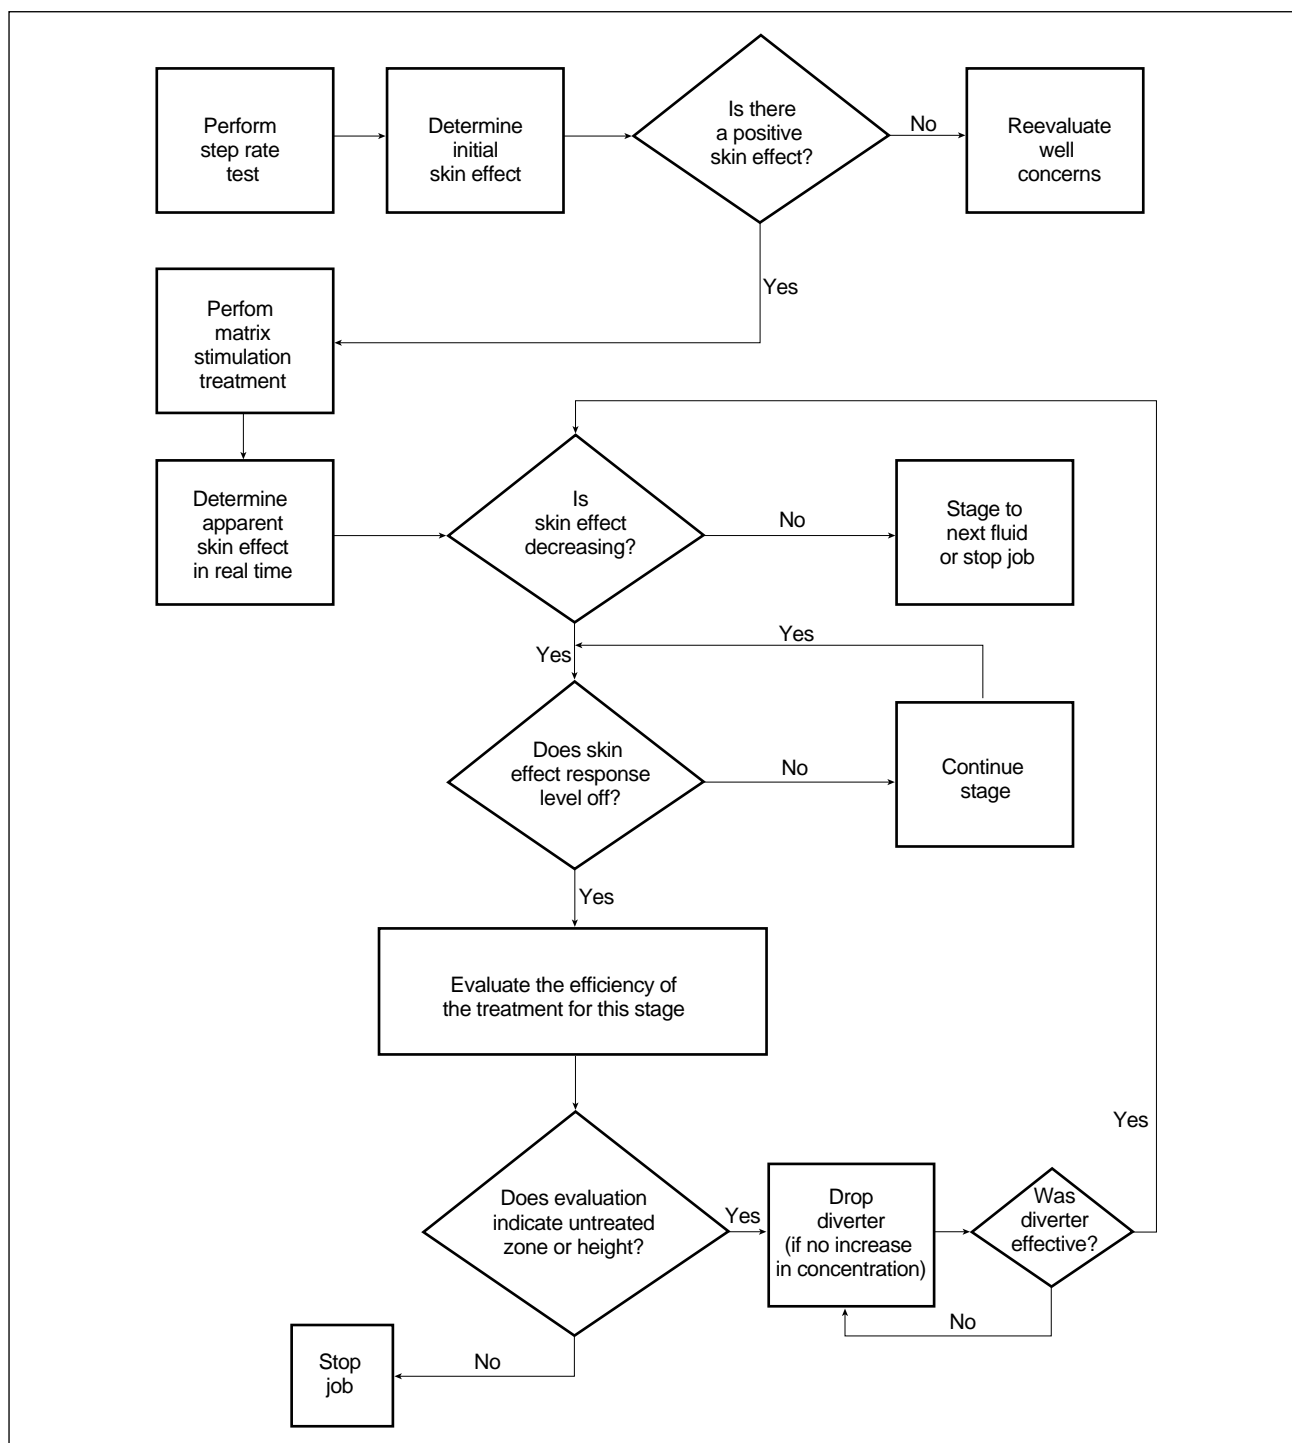 Perform
step rate
test
Determine
initial
skin effect
Is there
a positive
skin effect?
No
Reevaluate
well
concerns
Yes
Perfom
matrix
stimulation
treatment
Determine
apparent
skin effect
in real time
Is
skin effect
decreasing?
No
Stage to
next fluid
or stop job
Yes
Yes
Does skin
effect response
level off?
No
Continue
stage
Yes
Evaluate the efficiency of
the treatment for this stage
Yes
Does evaluation
indicate untreated
zone or height?
Yes
Drop
diverter
(if no increase
in concentration)
Was
diverter
effective?
No
No
Stop
job